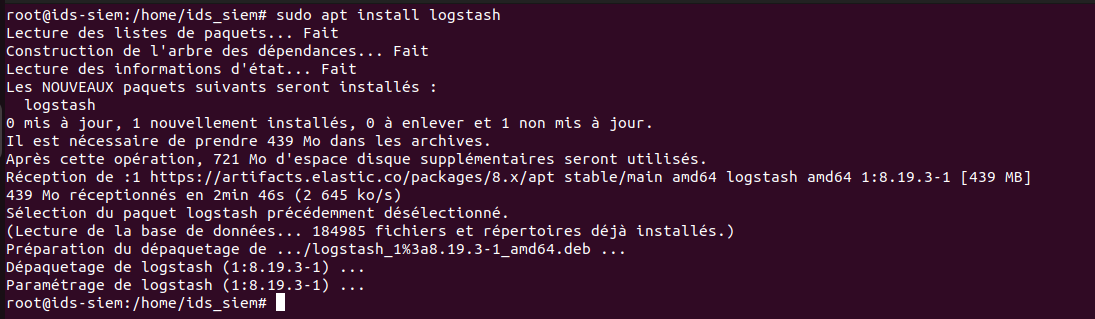 root@ids-siem:/home/ids_siem# sudo apt install logstash
Lecture des listes de paquets... Fait
Construction de l'arbre des dépendances... Fait
Lecture des informations d'état... Fait
Les NOUVEAUX paquets suivants seront installés :
  logstash
0 mis à jour, 1 nouvellement installés, 0 à enlever et 1 non mis à jour.
Il est nécessaire de prendre 439 Mo dans les archives.
Après cette opération, 721 Mo d'espace disque supplémentaires seront utilisés.
Réception de :1 https://artifacts.elastic.co/packages/8.x/apt stable/main amd64 logstash amd64 1:8.19.3-1 [439 MB]
439 Mo réceptionnés en 2min 46s (2 645 ko/s)
Sélection du paquet logstash précédemment désélectionné.
(Lecture de la base de données... 184985 fichiers et répertoires déjà installés.)
Préparation du dépaquetage de .../logstash_1%3a8.19.3-1_amd64.deb ...
Dépaquetage de logstash (1:8.19.3-1) ...
Paramétrage de logstash (1:8.19.3-1) ...
root@ids-siem:/home/ids_siem#